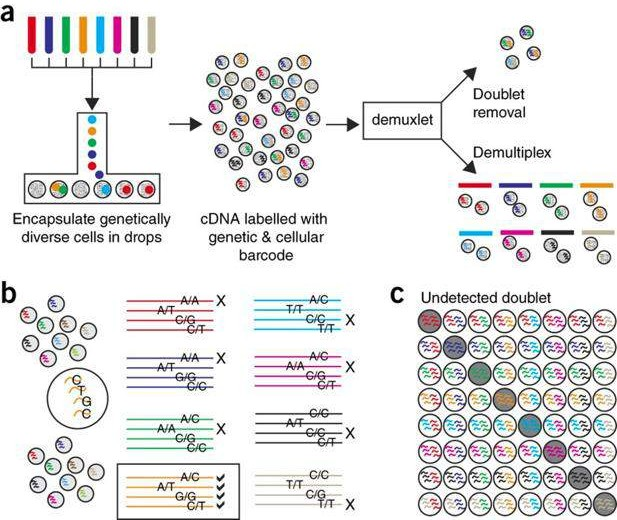 a
Encapsulate genetically
diverse cells in drops
cDNA labelled with
genetic & cellular
barcode
demuxlet
Doublet
removal
Demultiplex
b
C
T
G
C
A/A X
A/T
C/G
C/T
A/C
T/T
C/C X
T/T
A/A X
A/T
G/G
C/C
A/C
A/A X
C/G
C/T
A/C
A/A
C/G X
C/C
C/C
A/T
C/C X
C/T
A/C
A/T
G/G
C/T
C/C
T/T
C/G
T/T X
c
Undetected doublet